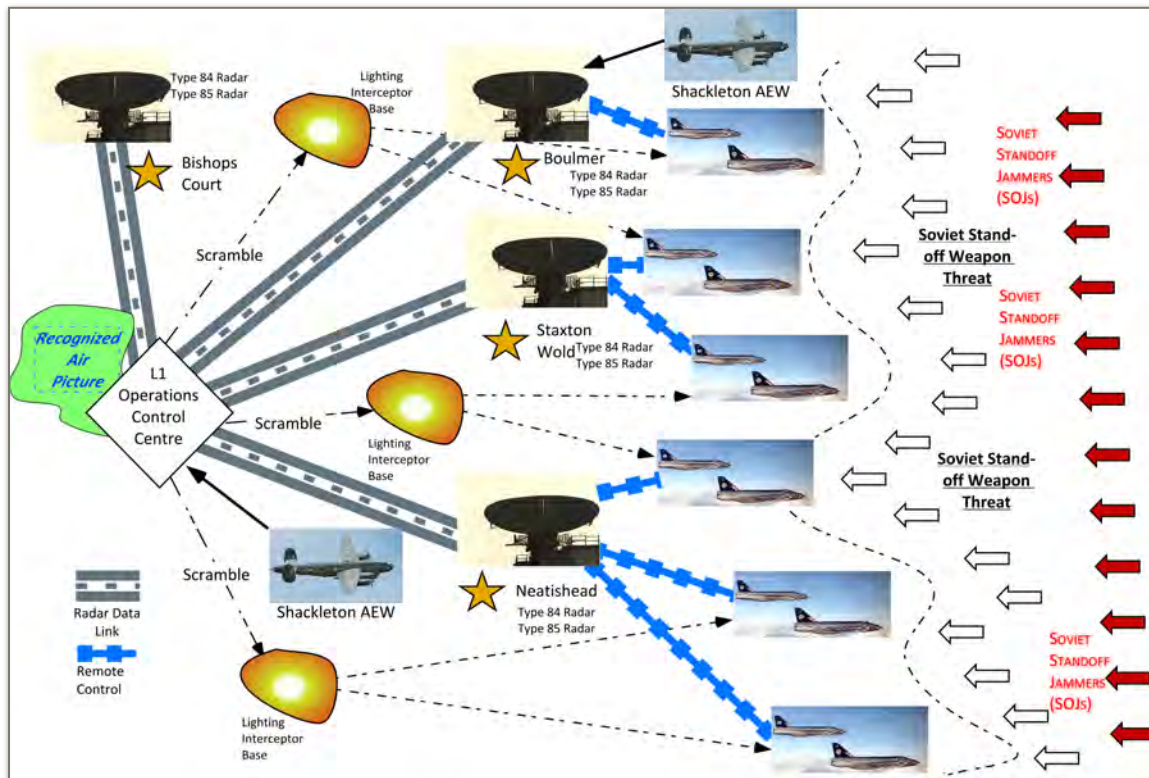 Type 84 Radar
Type 85 Radar
Bishops
Court
Lighting
Interceptor
Base
Shackleton AEW
Boulmer
Type 84 Radar
Type 85 Radar
Scramble
Staxton
Wold
Type 84 Radar
Type 85 Radar
Recognized
Air
Picture
L1
Operations
Control
Centre
Scramble
Lighting
Interceptor
Base
Scramble
Shackleton AEW
Neatishead
Type 84 Radar
Type 85 Radar
Lighting
Interceptor
Base
Radar Data
Link
Remote
Control
SOVIET
STANDOFF
JAMMERS
(SOJS)
Soviet Stand-
off Weapon
Threat
SOVIET
STANDOFF
JAMMERS
(SOJS)
Soviet Stand-
off Weapon
Threat
SOVIET
STANDOFF
JAMMERS
(SOJS)